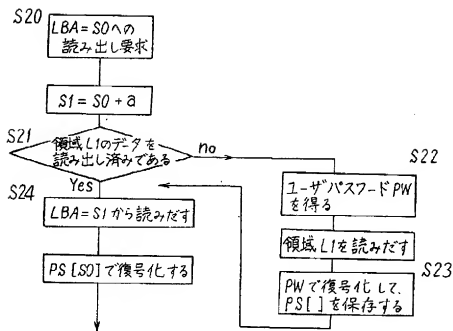 S20
LBA=S0への
読み出し要求
S1=S0+a
S21
領域L1のデータを
読み出し済みである
no
Yes
S22
ユーザパスワードPW
を得る
領域L1を読みだす
S23
PWで復号化して、
PS[]を保存する
S24
LBA=S1から読みだす
PS[S0]で復号化する